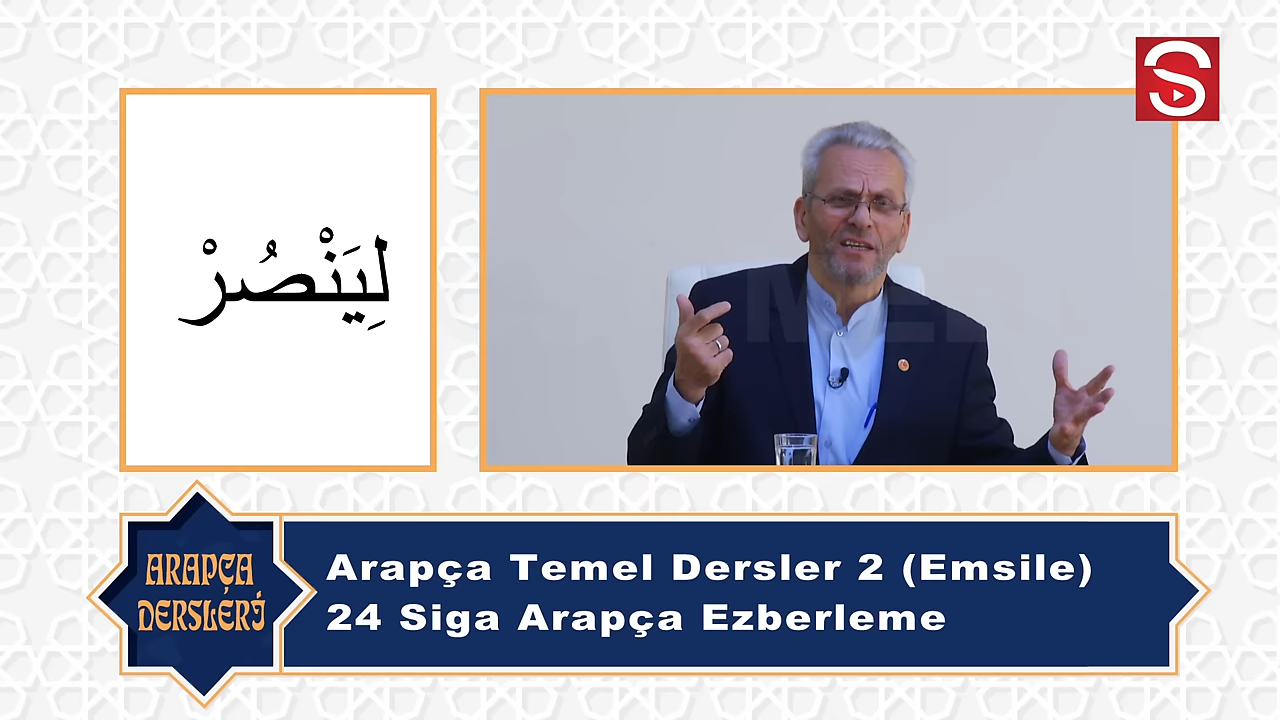 لِيَنْصُرْ
ARAPÇA
DERSLERİ
Arapça Temel Dersler 2 (Emsile)
24 Siga Arapça Ezberleme